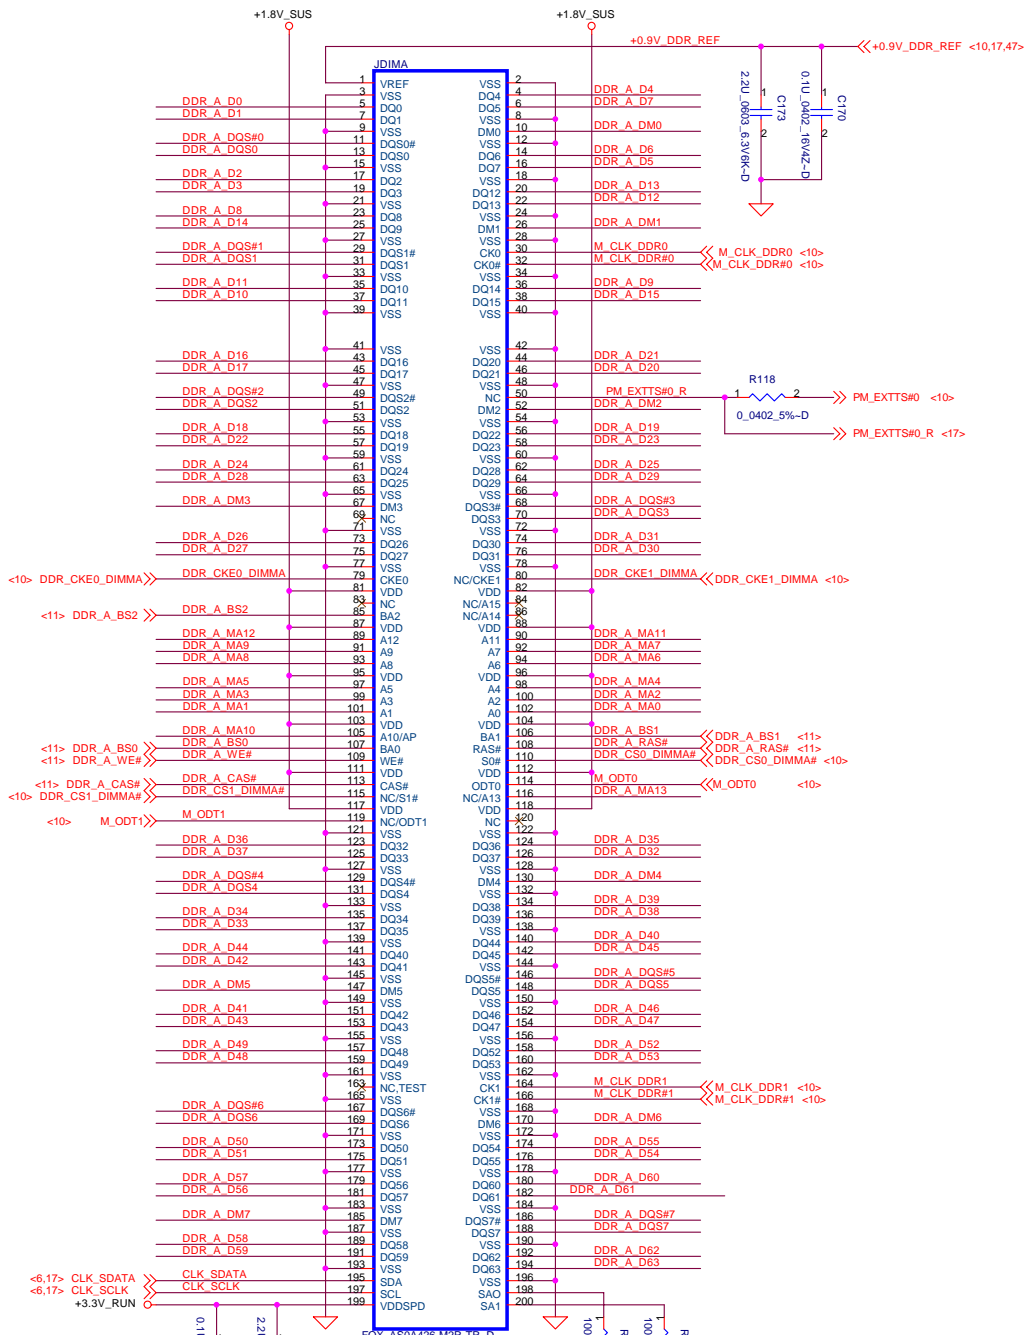 +1.8V_SUS +1.8V_SUS
+0.9V_DDR_REF +0.9V_DDR_REF <10,17,47>
JDIMA
1 VREF VSS 2
3 VSS DQ4 4 DDR_A_D4
DDR_A_D0 5 DQ0 DQ5 6 DDR_A_D7
DDR_A_D1 7 DQ1 VSS 8
9 VSS DM0 10 DDR_A_DM0
DDR_A_DQS#0 11 DQS0# VSS 12
DDR_A_DQS0 13 DQS0 DQ6 14 DDR_A_D6
15 VSS DQ7 16 DDR_A_D5
DDR_A_D2 17 DQ2 VSS 18
DDR_A_D3 19 DQ3 DQ12 20 DDR_A_D13
21 VSS DQ13 22 DDR_A_D12
DDR_A_D8 23 DQ8 VSS 24
DDR_A_D14 25 DQ9 DM1 26 DDR_A_DM1
27 VSS VSS 28
DDR_A_DQS#1 29 DQS1# CK0 30 M_CLK_DDR0 M_CLK_DDR0 <10>
DDR_A_DQS1 31 DQS1 CK0# 32 M_CLK_DDR#0 M_CLK_DDR#0 <10>
33 VSS VSS 34
DDR_A_D11 35 DQ10 DQ14 36 DDR_A_D9
DDR_A_D10 37 DQ11 DQ15 38 DDR_A_D15
39 VSS VSS 40
41 VSS VSS 42
DDR_A_D16 43 DQ16 DQ20 44 DDR_A_D21
DDR_A_D17 45 DQ17 DQ21 46 DDR_A_D20
47 VSS VSS 48
DDR_A_DQS#2 49 DQS2# NC 50 PM_EXTTS#0_R
DDR_A_DQS2 51 DQS2 DM2 52 DDR_A_DM2
53 VSS VSS 54
DDR_A_D18 55 DQ18 DQ22 56 DDR_A_D19
DDR_A_D22 57 DQ19 DQ23 58 DDR_A_D23
59 VSS VSS 60
DDR_A_D24 61 DQ24 DQ28 62 DDR_A_D25
DDR_A_D28 63 DQ25 DQ29 64 DDR_A_D29
65 VSS VSS 66
DDR_A_DM3 67 DM3 DQS3# 68 DDR_A_DQS#3
69 NC DQS3 70 DDR_A_DQS3
71 VSS VSS 72
DDR_A_D26 73 DQ26 DQ30 74 DDR_A_D31
DDR_A_D27 75 DQ27 DQ31 76 DDR_A_D30
77 VSS VSS 78
<10> DDR_CKE0_DIMMA DDR_CKE0_DIMMA 79 CKE0 NC/CKE1 80 DDR_CKE1_DIMMA DDR_CKE1_DIMMA <10>
81 VDD VDD 82
83 NC NC/A15 84
<11> DDR_A_BS2 DDR_A_BS2 85 BA2 NC/A14 86
87 VDD VDD 88
DDR_A_MA12 89 A12 A11 90 DDR_A_MA11
DDR_A_MA9 91 A9 A7 92 DDR_A_MA7
DDR_A_MA8 93 A8 A6 94 DDR_A_MA6
95 VDD VDD 96
DDR_A_MA5 97 A5 A4 98 DDR_A_MA4
DDR_A_MA3 99 A3 A2 100 DDR_A_MA2
DDR_A_MA1 101 A1 A0 102 DDR_A_MA0
103 VDD VDD 104
DDR_A_MA10 105 A10/AP BA1 106 DDR_A_BS1 DDR_A_BS1 <11>
<11> DDR_A_BS0 DDR_A_BS0 107 BA0 RAS# 108 DDR_A_RAS# DDR_A_RAS# <11>
<11> DDR_A_WE# DDR_A_WE# 109 WE# S0# 110 DDR_CS0_DIMMA# DDR_CS0_DIMMA# <10>
111 VDD VDD 112
<11> DDR_A_CAS# DDR_A_CAS# 113 CAS# ODT0 114 M_ODT0 M_ODT0 <10>
<10> DDR_CS1_DIMMA# DDR_CS1_DIMMA# 115 NC/S1# NC/A13 116 DDR_A_MA13
117 VDD VDD 118
<10> M_ODT1 M_ODT1 119 NC/ODT1 NC 120
121 VSS VSS 122
DDR_A_D36 123 DQ32 DQ36 124 DDR_A_D35
DDR_A_D37 125 DQ33 DQ37 126 DDR_A_D32
127 VSS VSS 128
DDR_A_DQS#4 129 DQS4# DM4 130 DDR_A_DM4
DDR_A_DQS4 131 DQS4 VSS 132
133 VSS DQ38 134 DDR_A_D39
DDR_A_D34 135 DQ34 DQ39 136 DDR_A_D38
DDR_A_D33 137 DQ35 VSS 138
139 VSS DQ44 140 DDR_A_D40
DDR_A_D44 141 DQ40 DQ45 142 DDR_A_D45
DDR_A_D42 143 DQ41 VSS 144
145 VSS DQS5# 146 DDR_A_DQS#5
DDR_A_DM5 147 DM5 DQS5 148 DDR_A_DQS5
149 VSS VSS 150
DDR_A_D41 151 DQ42 DQ46 152 DDR_A_D46
DDR_A_D43 153 DQ43 DQ47 154 DDR_A_D47
155 VSS VSS 156
DDR_A_D49 157 DQ48 DQ52 158 DDR_A_D52
DDR_A_D48 159 DQ49 DQ53 160 DDR_A_D53
161 VSS VSS 162
163 NC,TEST CK1 164 M_CLK_DDR1 M_CLK_DDR1 <10>
165 VSS CK1# 166 M_CLK_DDR#1 M_CLK_DDR#1 <10>
DDR_A_DQS#6 167 DQS6# VSS 168
DDR_A_DQS6 169 DQS6 DM6 170 DDR_A_DM6
171 VSS VSS 172
DDR_A_D50 173 DQ50 DQ54 174 DDR_A_D55
DDR_A_D51 175 DQ51 DQ55 176 DDR_A_D54
177 VSS VSS 178
DDR_A_D57 179 DQ56 DQ60 180 DDR_A_D60
DDR_A_D56 181 DQ57 DQ61 182 DDR_A_D61
183 VSS VSS 184
DDR_A_DM7 185 DM7 DQS7# 186 DDR_A_DQS#7
187 VSS DQS7 188 DDR_A_DQS7
DDR_A_D58 189 DQ58 VSS 190
DDR_A_D59 191 DQ59 DQ62 192 DDR_A_D62
193 VSS DQ63 194 DDR_A_D63
<6,17> CLK_SDATA CLK_SDATA 195 SDA VSS 196
<6,17> CLK_SCLK CLK_SCLK 197 SCL SAO 198
+3.3V_RUN 199 VDDSPD SA1 200
FOX_AS0A426-M2R-TR_D
2.2U_0603_6.3V6K~D
1 C173 2
0.1U_0402_16V4Z~D
1 C170 2
R118
1 2
0_0402_5%~D
PM_EXTTS#0 <10>
PM_EXTTS#0_R <17>
1
1
100
100
R
R